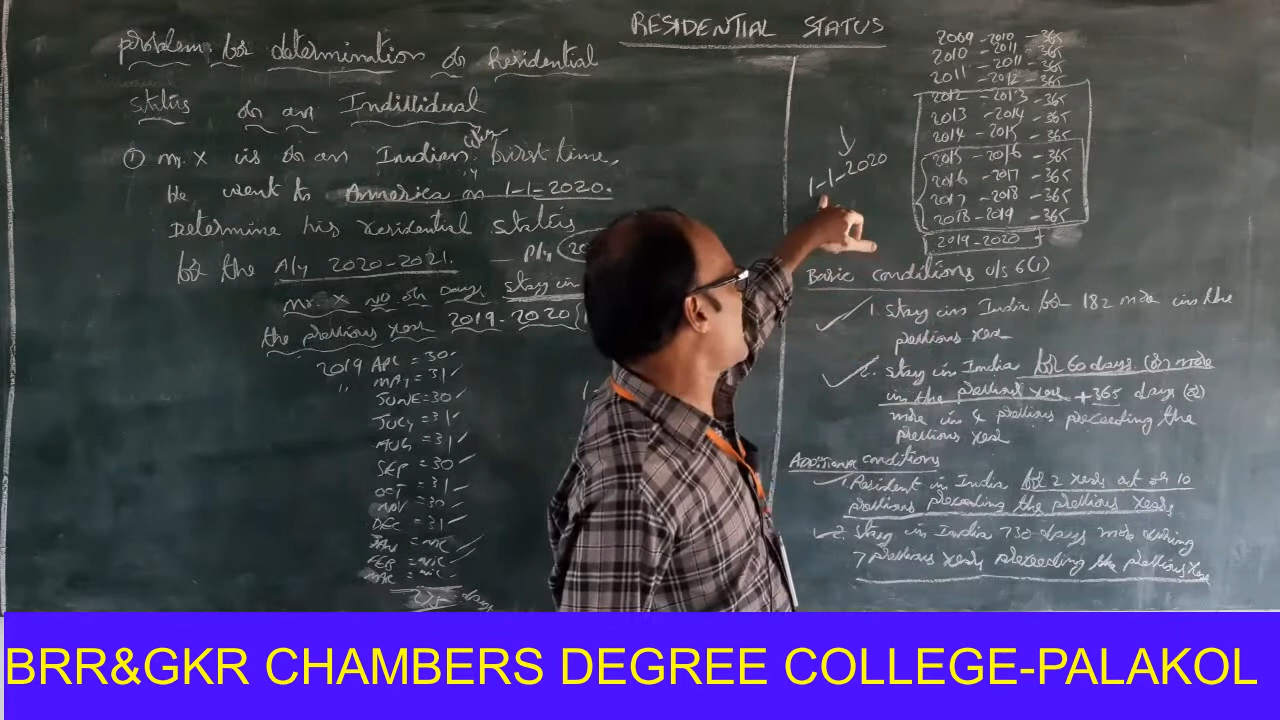 RESIDENTIAL STATUS
problem for determination of Residential
status of an Individual
① Mr. X is of an Indian first time,
He went to America on 1-1-2020.
Determine his residential status
for the A/y 2020-2021. — P/y (20
Mr. X NO of Days stay in
the previous year 2019-2020
2019 APL = 30
" MAY = 31
JUNE = 30
JULY = 31
AUG = 31
SEP = 30
OCT = 31
NOV = 30
DEC = 31
JAN =
FEB =
MAR =
days
1-1-2020
2009 - 2010 - 365
2010 - 2011 - 365
2011 - 2012 - 365
2012 - 2013 - 365
2013 - 2014 - 365
2014 - 2015 - 365
2015 - 2016 - 365
2016 - 2017 - 365
2017 - 2018 - 365
2018 - 2019 - 365
2019 - 2020
Basic conditions u/s 6(1)
1. stay in India for 182 more in the
previous year
2. stay in India for 60 days (or) more
in the previous year + 365 days (or)
more in 4 previous preceeding the
previous year
Additional conditions
1. Resident in India for 2 years out of 10
previous preceeding the previous years
2. stay in India 730 days more during
7 previous years preceeding the previous year
BRR&GKR CHAMBERS DEGREE COLLEGE-PALAKOL